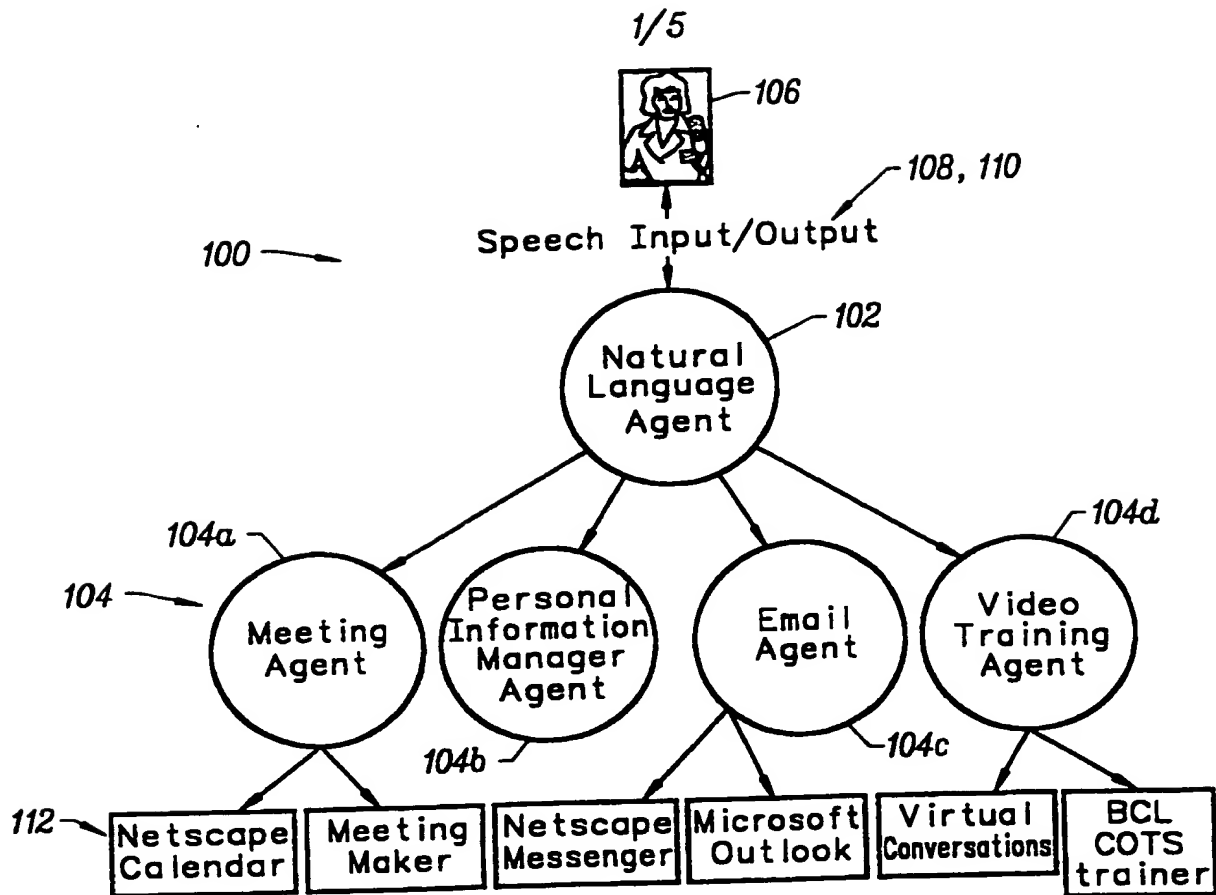 1/5
106
108, 110
Speech Input/Output
100
102
Natural
Language
Agent
104a
104d
104
Meeting
Agent
Personal
Information
Manager
Agent
Email
Agent
Video
Training
Agent
104b
104c
112
Netscape
Calendar
Meeting
Maker
Netscape
Messenger
Microsoft
Outlook
Virtual
Conversations
BCL
COTS
trainer